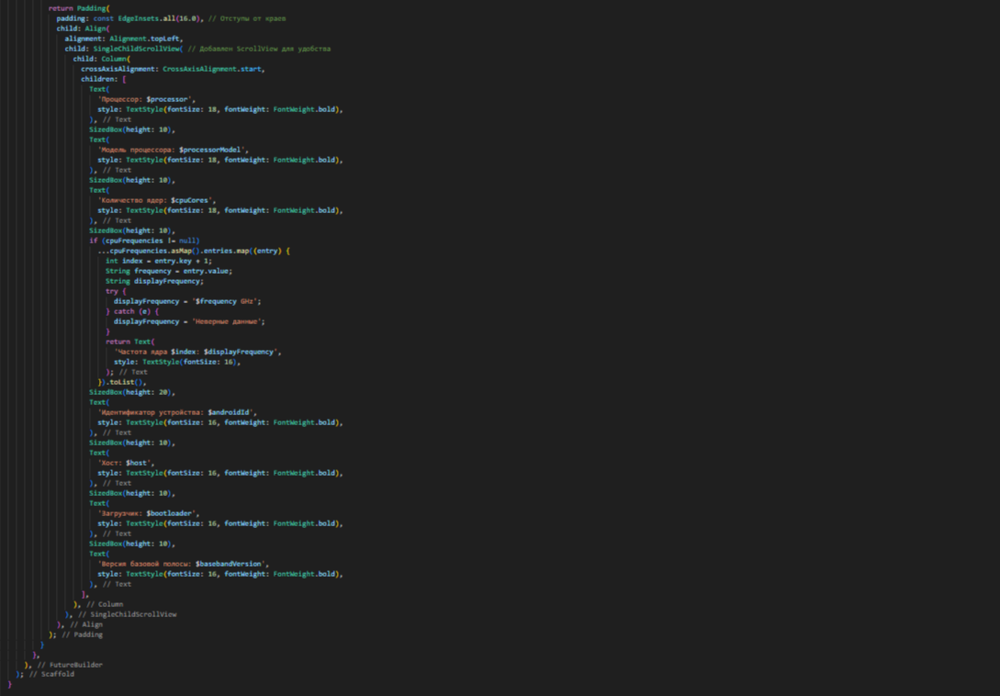 return Padding(
padding: const EdgeInsets.all(16.0), // Отступы от краев
child: Align(
alignment: Alignment.topLeft,
child: SingleChildScrollView( // Добавлен ScrollView для удобства
child: Column(
crossAxisAlignment: CrossAxisAlignment.start,
children: [
Text(
'Процессор: $processor',
style: TextStyle(fontSize: 18, fontWeight: FontWeight.bold),
), // Text
SizedBox(height: 10),
Text(
'Модель процессора: $processorModel',
style: TextStyle(fontSize: 18, fontWeight: FontWeight.bold),
), // Text
SizedBox(height: 10),
Text(
'Количество ядер: $cpuCores',
style: TextStyle(fontSize: 18, fontWeight: FontWeight.bold),
), // Text
SizedBox(height: 10),
if (cpuFrequencies != null)
...cpuFrequencies.asMap().entries.map((entry) {
int index = entry.key + 1;
String frequency = entry.value;
String displayFrequency;
try {
displayFrequency = '$frequency GHz';
} catch (e) {
displayFrequency = 'Неверные данные';
}
return Text(
'Частота ядра $index: $displayFrequency',
style: TextStyle(fontSize: 16),
); // Text
}).toList(),
SizedBox(height: 20),
Text(
'Идентификатор устройства: $androidId',
style: TextStyle(fontSize: 16, fontWeight: FontWeight.bold),
), // Text
SizedBox(height: 10),
Text(
'Хост: $host',
style: TextStyle(fontSize: 16, fontWeight: FontWeight.bold),
), // Text
SizedBox(height: 10),
Text(
'Загрузчик: $bootloader',
style: TextStyle(fontSize: 16, fontWeight: FontWeight.bold),
), // Text
SizedBox(height: 10),
Text(
'Версия базовой полосы: $basebandVersion',
style: TextStyle(fontSize: 16, fontWeight: FontWeight.bold),
), // Text
],
), // Column
), // SingleChildScrollView
), // Align
); // Padding
}
},
), // FutureBuilder
); // Scaffold
}